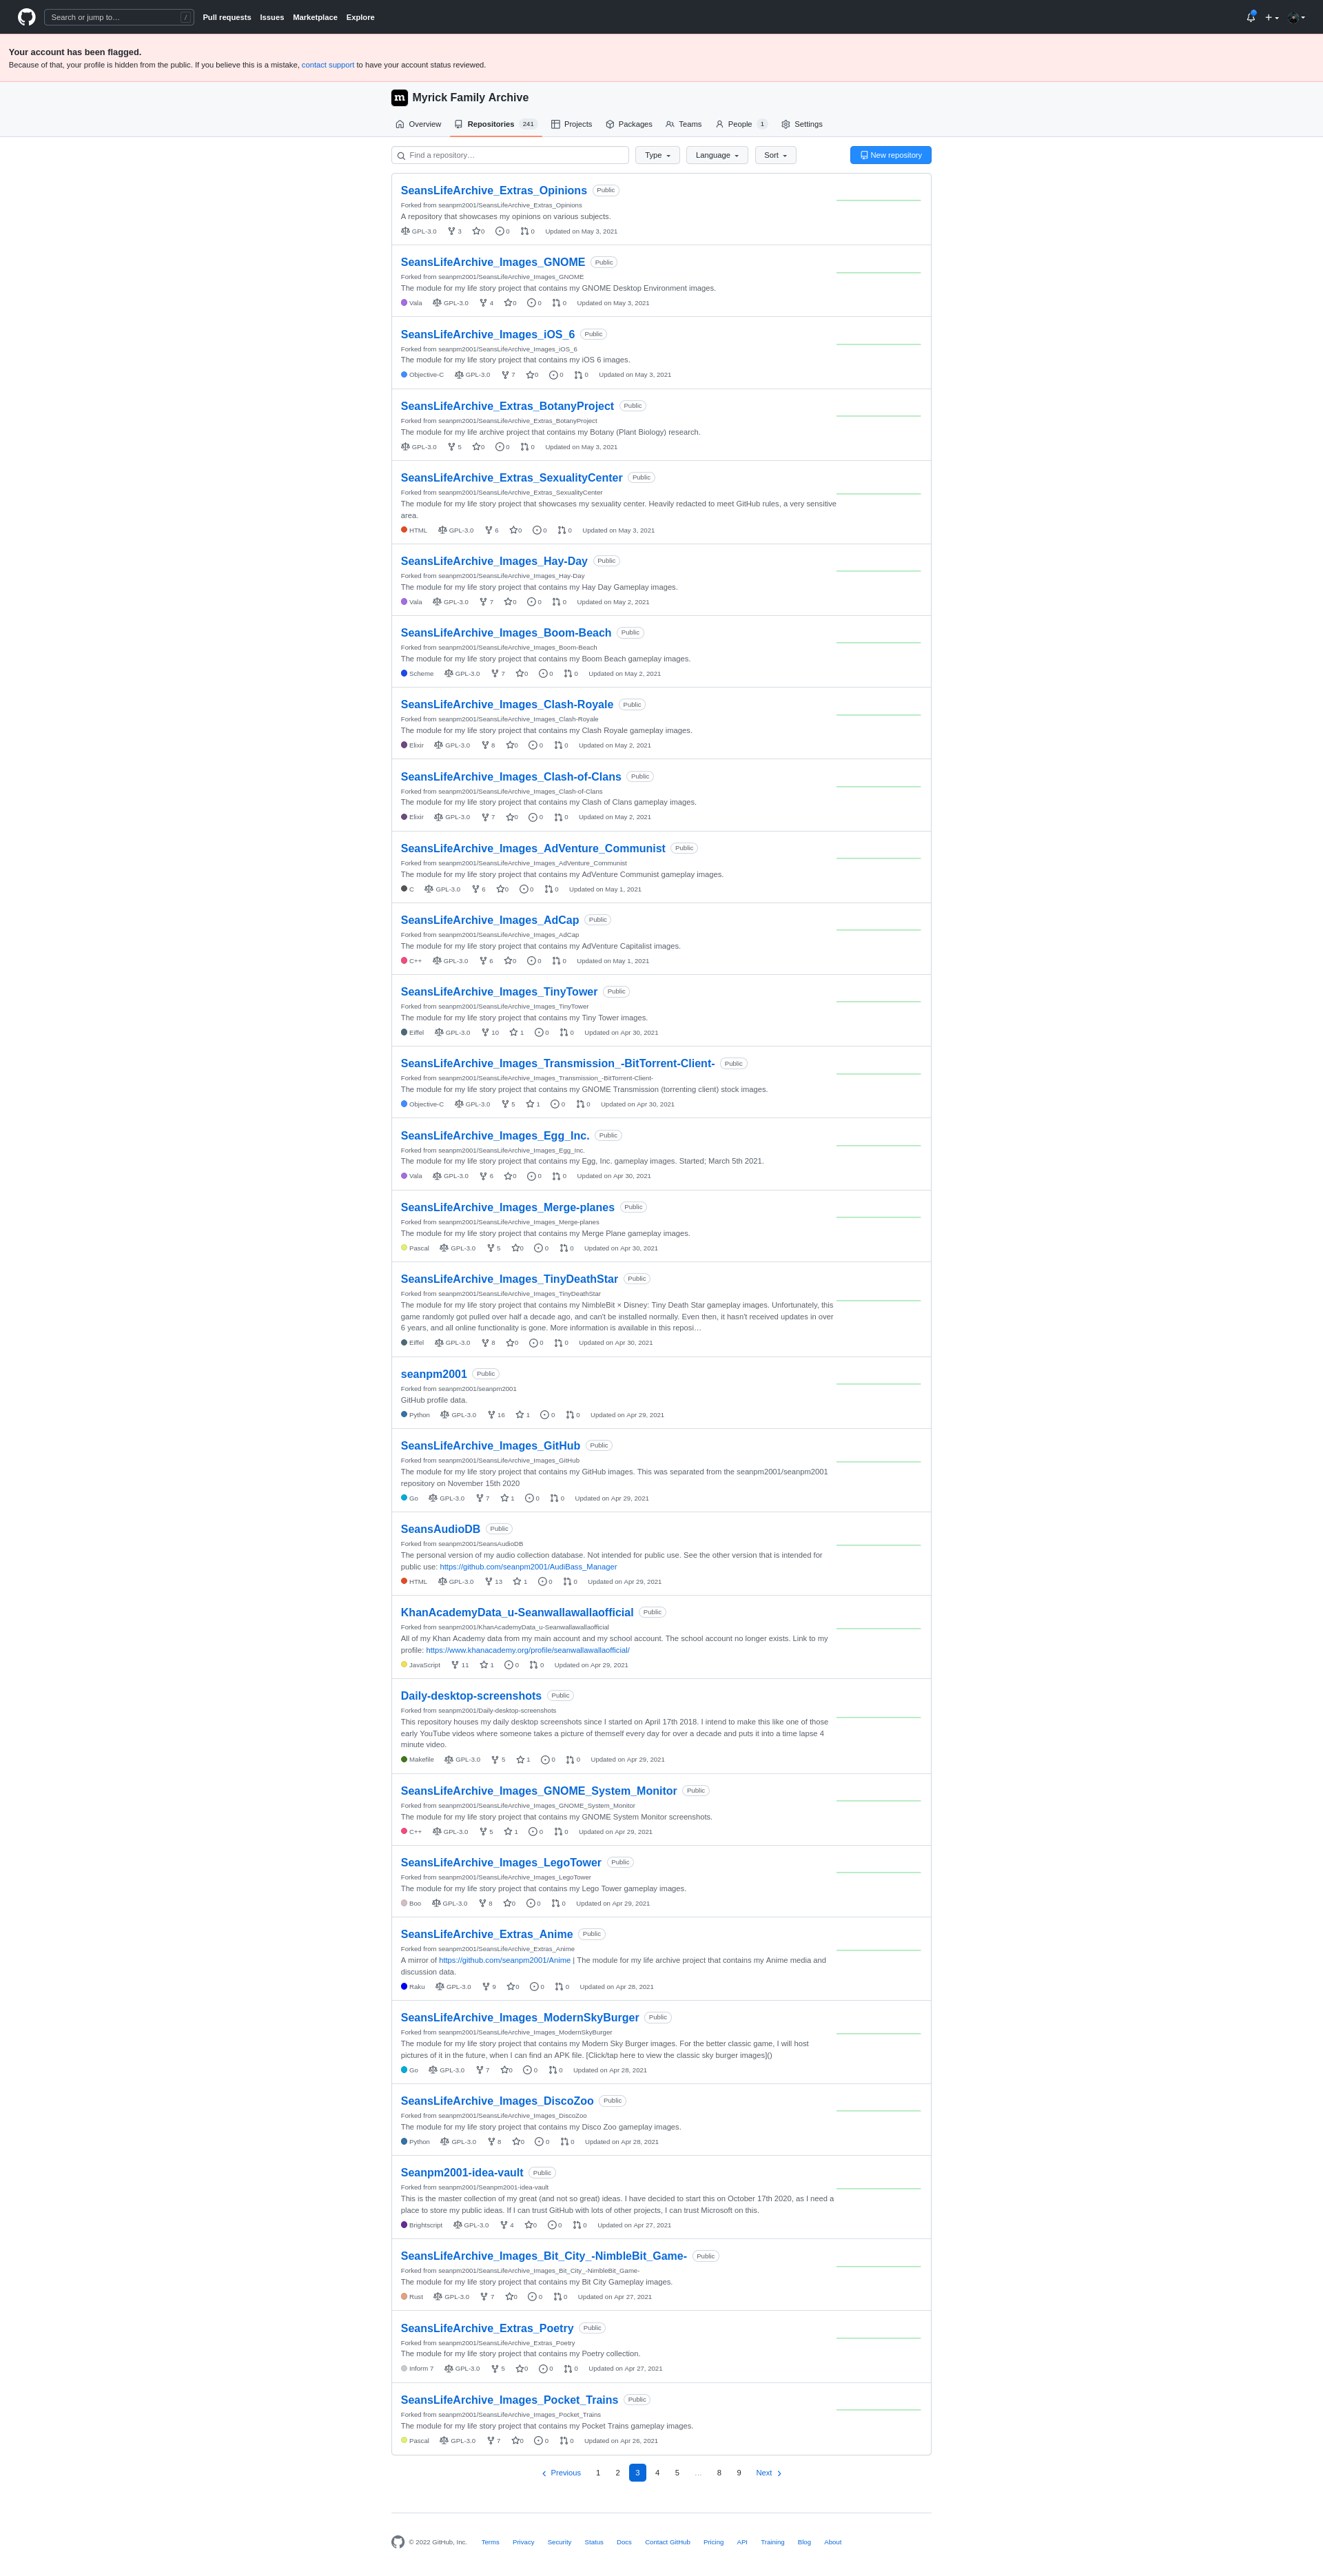 Search or jump to… /
Pull requests Issues Marketplace Explore
Your account has been flagged.
Because of that, your profile is hidden from the public. If you believe this is a mistake, contact support to have your account status reviewed.
m Myrick Family Archive
Overview Repositories 241 Projects Packages Teams People 1 Settings
Find a repository… Type Language Sort New repository
SeansLifeArchive_Extras_Opinions Public
Forked from seanpm2001/SeansLifeArchive_Extras_Opinions
A repository that showcases my opinions on various subjects.
GPL-3.0 3 0 0 0 Updated on May 3, 2021
SeansLifeArchive_Images_GNOME Public
Forked from seanpm2001/SeansLifeArchive_Images_GNOME
The module for my life story project that contains my GNOME Desktop Environment images.
Vala GPL-3.0 4 0 0 0 Updated on May 3, 2021
SeansLifeArchive_Images_iOS_6 Public
Forked from seanpm2001/SeansLifeArchive_Images_iOS_6
The module for my life story project that contains my iOS 6 images.
Objective-C GPL-3.0 7 0 0 0 Updated on May 3, 2021
SeansLifeArchive_Extras_BotanyProject Public
Forked from seanpm2001/SeansLifeArchive_Extras_BotanyProject
The module for my life archive project that contains my Botany (Plant Biology) research.
GPL-3.0 5 0 0 0 Updated on May 3, 2021
SeansLifeArchive_Extras_SexualityCenter Public
Forked from seanpm2001/SeansLifeArchive_Extras_SexualityCenter
The module for my life story project that showcases my sexuality center. Heavily redacted to meet GitHub rules, a very sensitive
area.
HTML GPL-3.0 6 0 0 0 Updated on May 3, 2021
SeansLifeArchive_Images_Hay-Day Public
Forked from seanpm2001/SeansLifeArchive_Images_Hay-Day
The module for my life story project that contains my Hay Day Gameplay images.
Vala GPL-3.0 7 0 0 0 Updated on May 2, 2021
SeansLifeArchive_Images_Boom-Beach Public
Forked from seanpm2001/SeansLifeArchive_Images_Boom-Beach
The module for my life story project that contains my Boom Beach gameplay images.
Scheme GPL-3.0 7 0 0 0 Updated on May 2, 2021
SeansLifeArchive_Images_Clash-Royale Public
Forked from seanpm2001/SeansLifeArchive_Images_Clash-Royale
The module for my life story project that contains my Clash Royale gameplay images.
Elixir GPL-3.0 8 0 0 0 Updated on May 2, 2021
SeansLifeArchive_Images_Clash-of-Clans Public
Forked from seanpm2001/SeansLifeArchive_Images_Clash-of-Clans
The module for my life story project that contains my Clash of Clans gameplay images.
Elixir GPL-3.0 7 0 0 0 Updated on May 2, 2021
SeansLifeArchive_Images_AdVenture_Communist Public
Forked from seanpm2001/SeansLifeArchive_Images_AdVenture_Communist
The module for my life story project that contains my AdVenture Communist gameplay images.
C GPL-3.0 6 0 0 0 Updated on May 1, 2021
SeansLifeArchive_Images_AdCap Public
Forked from seanpm2001/SeansLifeArchive_Images_AdCap
The module for my life story project that contains my AdVenture Capitalist images.
C++ GPL-3.0 6 0 0 0 Updated on May 1, 2021
SeansLifeArchive_Images_TinyTower Public
Forked from seanpm2001/SeansLifeArchive_Images_TinyTower
The module for my life story project that contains my Tiny Tower images.
Eiffel GPL-3.0 10 1 0 0 Updated on Apr 30, 2021
SeansLifeArchive_Images_Transmission_-BitTorrent-Client- Public
Forked from seanpm2001/SeansLifeArchive_Images_Transmission_-BitTorrent-Client-
The module for my life story project that contains my GNOME Transmission (torrenting client) stock images.
Objective-C GPL-3.0 5 1 0 0 Updated on Apr 30, 2021
SeansLifeArchive_Images_Egg_Inc. Public
Forked from seanpm2001/SeansLifeArchive_Images_Egg_Inc.
The module for my life story project that contains my Egg, Inc. gameplay images. Started; March 5th 2021.
Vala GPL-3.0 6 0 0 0 Updated on Apr 30, 2021
SeansLifeArchive_Images_Merge-planes Public
Forked from seanpm2001/SeansLifeArchive_Images_Merge-planes
The module for my life story project that contains my Merge Plane gameplay images.
Pascal GPL-3.0 5 0 0 0 Updated on Apr 30, 2021
SeansLifeArchive_Images_TinyDeathStar Public
Forked from seanpm2001/SeansLifeArchive_Images_TinyDeathStar
The module for my life story project that contains my NimbleBit × Disney: Tiny Death Star gameplay images. Unfortunately, this
game randomly got pulled over half a decade ago, and can't be installed normally. Even then, it hasn't received updates in over
6 years, and all online functionality is gone. More information is available in this reposi…
Eiffel GPL-3.0 8 0 0 0 Updated on Apr 30, 2021
seanpm2001 Public
Forked from seanpm2001/seanpm2001
GitHub profile data.
Python GPL-3.0 16 1 0 0 Updated on Apr 29, 2021
SeansLifeArchive_Images_GitHub Public
Forked from seanpm2001/SeansLifeArchive_Images_GitHub
The module for my life story project that contains my GitHub images. This was separated from the seanpm2001/seanpm2001
repository on November 15th 2020
Go GPL-3.0 7 1 0 0 Updated on Apr 29, 2021
SeansAudioDB Public
Forked from seanpm2001/SeansAudioDB
The personal version of my audio collection database. Not intended for public use. See the other version that is intended for
public use: https://github.com/seanpm2001/AudiBass_Manager
HTML GPL-3.0 13 1 0 0 Updated on Apr 29, 2021
KhanAcademyData_u-Seanwallawallaofficial Public
Forked from seanpm2001/KhanAcademyData_u-Seanwallawallaofficial
All of my Khan Academy data from my main account and my school account. The school account no longer exists. Link to my
profile: https://www.khanacademy.org/profile/seanwallawallaofficial/
JavaScript GPL-3.0 11 1 0 0 Updated on Apr 29, 2021
Daily-desktop-screenshots Public
Forked from seanpm2001/Daily-desktop-screenshots
This repository houses my daily desktop screenshots since I started on April 17th 2018. I intend to make this like one of those
early YouTube videos where someone takes a picture of themself every day for over a decade and puts it into a time lapse 4
minute video.
Makefile GPL-3.0 5 1 0 0 Updated on Apr 29, 2021
SeansLifeArchive_Images_GNOME_System_Monitor Public
Forked from seanpm2001/SeansLifeArchive_Images_GNOME_System_Monitor
The module for my life story project that contains my GNOME System Monitor screenshots.
C++ GPL-3.0 5 1 0 0 Updated on Apr 29, 2021
SeansLifeArchive_Images_LegoTower Public
Forked from seanpm2001/SeansLifeArchive_Images_LegoTower
The module for my life story project that contains my Lego Tower gameplay images.
Boo GPL-3.0 8 0 0 0 Updated on Apr 29, 2021
SeansLifeArchive_Extras_Anime Public
Forked from seanpm2001/SeansLifeArchive_Extras_Anime
A mirror of https://github.com/seanpm2001/Anime | The module for my life archive project that contains my Anime media and
discussion data.
Raku GPL-3.0 9 0 0 0 Updated on Apr 28, 2021
SeansLifeArchive_Images_ModernSkyBurger Public
Forked from seanpm2001/SeansLifeArchive_Images_ModernSkyBurger
The module for my life story project that contains my Modern Sky Burger images. For the better classic game, I will host
pictures of it in the future, when I can find an APK file. [Click/tap here to view the classic sky burger images]()
Go GPL-3.0 7 0 0 0 Updated on Apr 28, 2021
SeansLifeArchive_Images_DiscoZoo Public
Forked from seanpm2001/SeansLifeArchive_Images_DiscoZoo
The module for my life story project that contains my Disco Zoo gameplay images.
Python GPL-3.0 8 0 0 0 Updated on Apr 28, 2021
Seanpm2001-idea-vault Public
Forked from seanpm2001/Seanpm2001-idea-vault
This is the master collection of my great (and not so great) ideas. I have decided to start this on October 17th 2020, as I need a
place to store my public ideas. If I can trust GitHub with lots of other projects, I can trust Microsoft on this.
Brightscript GPL-3.0 4 0 0 0 Updated on Apr 27, 2021
SeansLifeArchive_Images_Bit_City_-NimbleBit_Game- Public
Forked from seanpm2001/SeansLifeArchive_Images_Bit_City_-NimbleBit_Game-
The module for my life story project that contains my Bit City Gameplay images.
Rust GPL-3.0 7 0 0 0 Updated on Apr 27, 2021
SeansLifeArchive_Extras_Poetry Public
Forked from seanpm2001/SeansLifeArchive_Extras_Poetry
The module for my life story project that contains my Poetry collection.
Inform 7 GPL-3.0 5 0 0 0 Updated on Apr 27, 2021
SeansLifeArchive_Images_Pocket_Trains Public
Forked from seanpm2001/SeansLifeArchive_Images_Pocket_Trains
The module for my life story project that contains my Pocket Trains gameplay images.
Pascal GPL-3.0 7 0 0 0 Updated on Apr 26, 2021
Previous 1 2 3 4 5 … 8 9 Next
© 2022 GitHub, Inc. Terms Privacy Security Status Docs Contact GitHub Pricing API Training Blog About